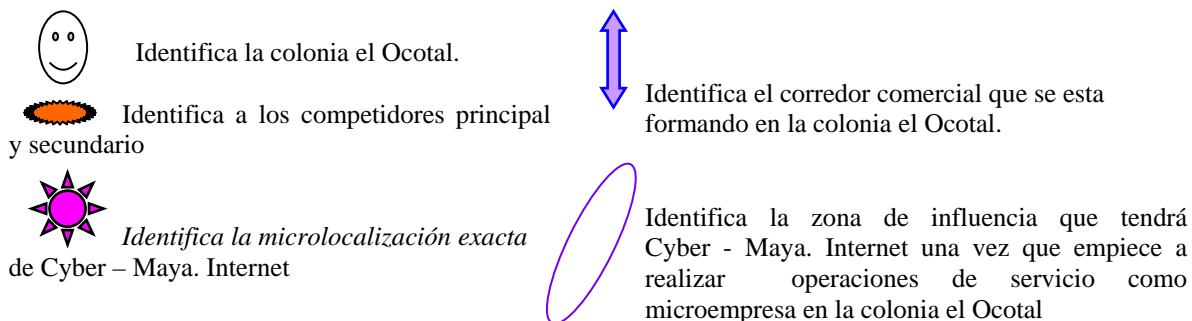 Identifica la colonia el Ocotal.
Identifica a los competidores principal
y secundario
Identifica la microlocalización exacta
de Cyber – Maya. Internet
Identifica el corredor comercial que se esta
formando en la colonia el Ocotal.
Identifica la zona de influencia que tendrá
Cyber - Maya. Internet una vez que empiece a
realizar operaciones de servicio como
microempresa en la colonia el Ocotal